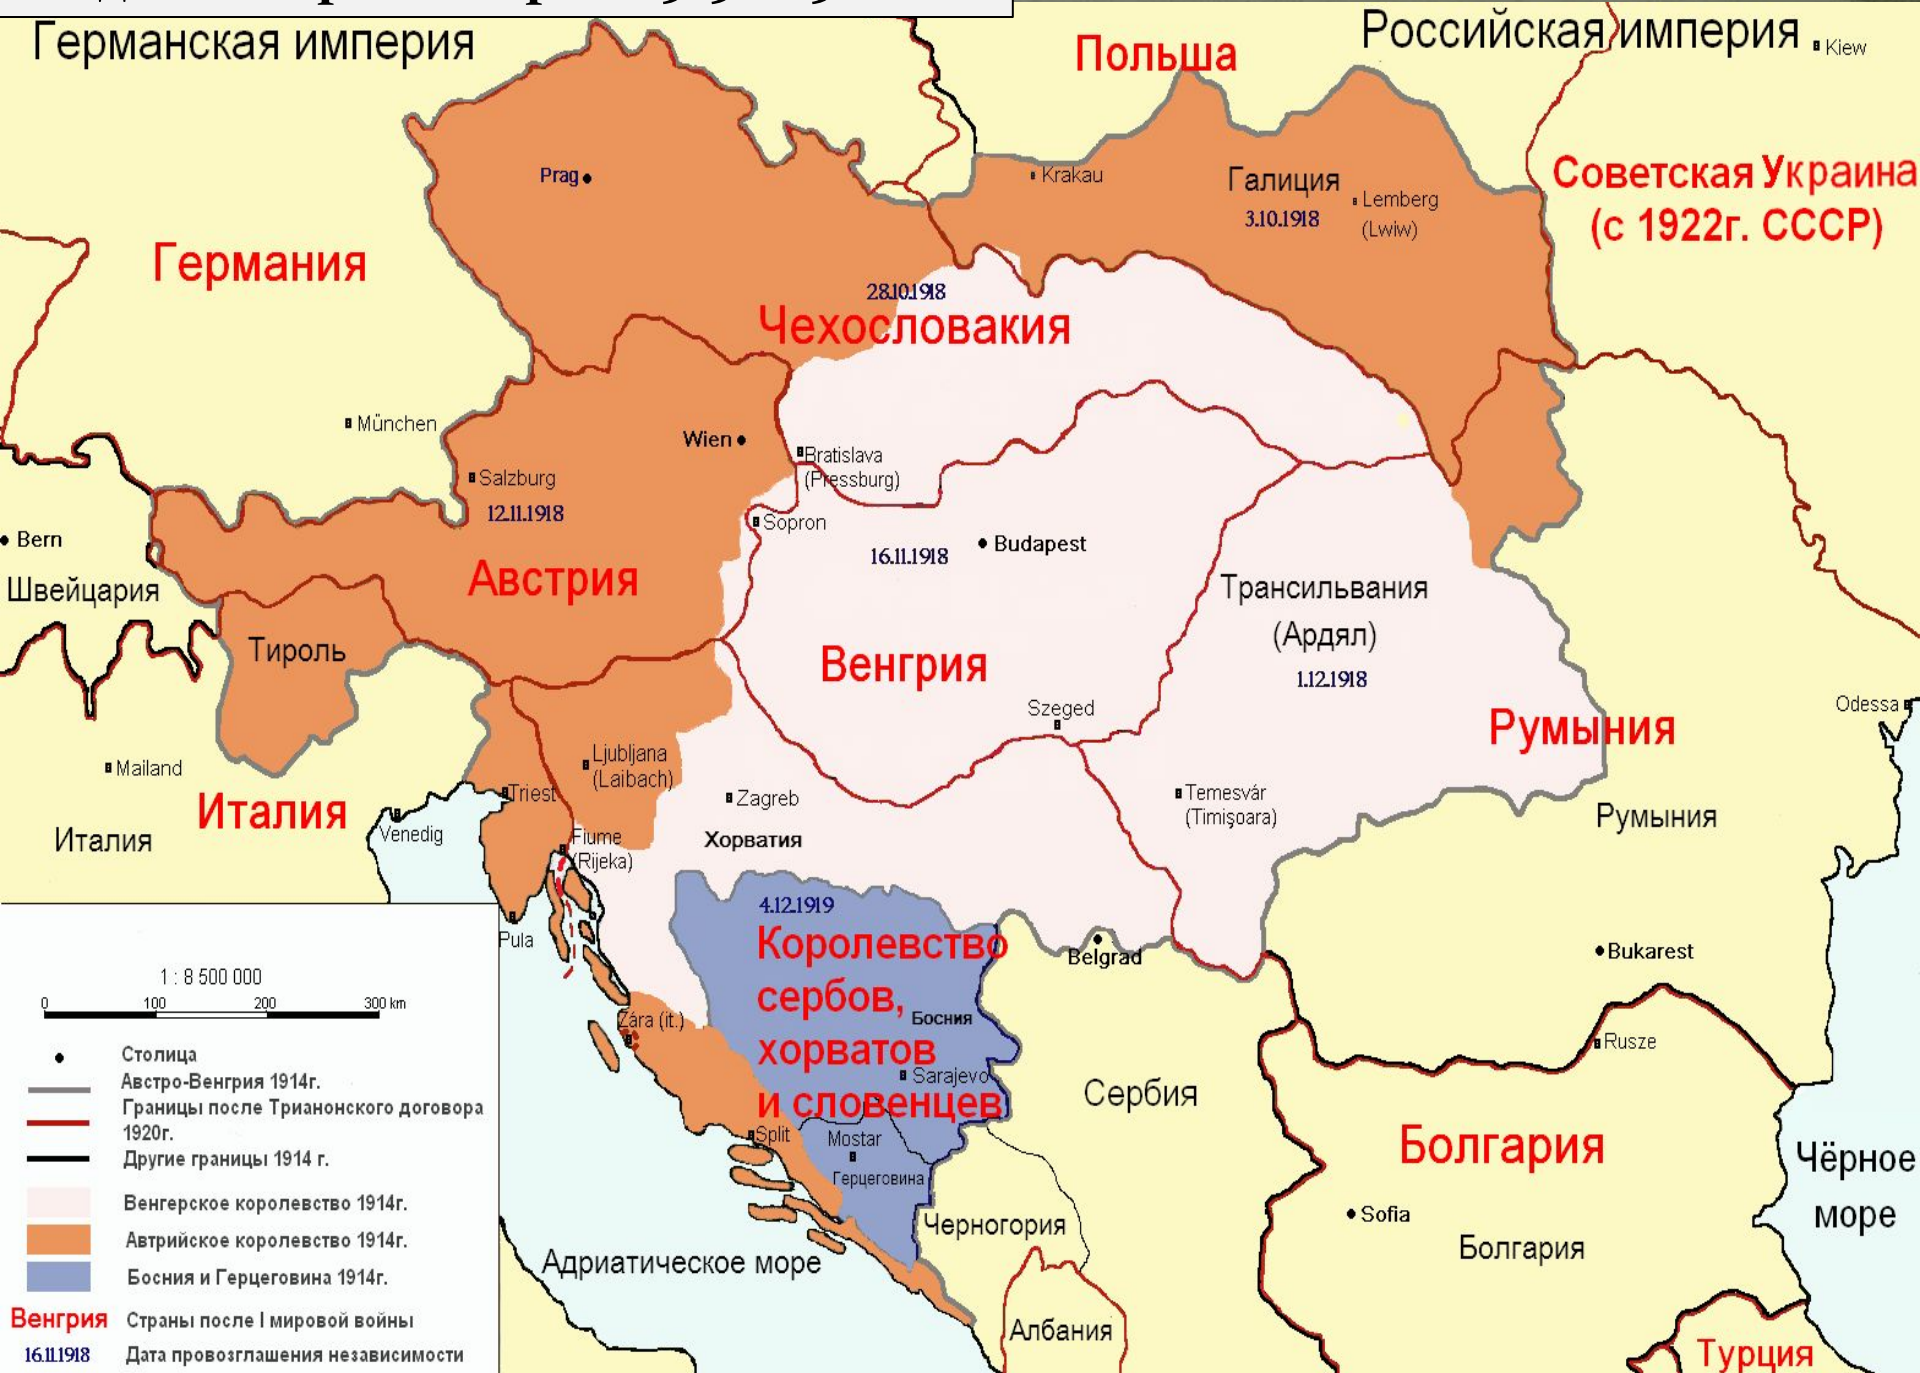 Германская империя
Российская империя
Kiew
Польша
Prag
Krakau
Галиция
Lemberg
(Lwiw)
3.10.1918
Советская Украина
(с 1922г. СССР)
Германия
28.10.1918
Чехословакия
München
Wien
Bratislava
(Pressburg)
Salzburg
12.11.1918
Sopron
Bern
16.11.1918
Budapest
Швейцария
Австрия
Трансильвания
(Ардял)
1.12.1918
Тироль
Венгрия
Szeged
Румыния
Odessa
Mailand
Ljubljana
(Laibach)
Италия
Triest
Zagreb
Temesvár
(Timişoara)
Румыния
Италия
Venedig
Fiume
(Rijeka)
Хорватия
4.12.1919
Королевство
сербов,
хорватов
и словенцев
Pula
Belgrad
Bukarest
Босния
Zára (it.)
Rusze
Sarajevo
Сербия
Split
Mostar
Герцеговина
Болгария
Чёрное
море
Черногория
Sofia
Болгария
Адриатическое море
Албания
Турция
1 : 8 500 000
0 100 200 300 km
Столица
Австро-Венгрия 1914г.
Границы после Трианонского договора
1920г.
Другие границы 1914 г.
Венгерское королевство 1914г.
Автрийское королевство 1914г.
Босния и Герцеговина 1914г.
Венгрия Страны после I мировой войны
16.11.1918 Дата провозглашения независимости